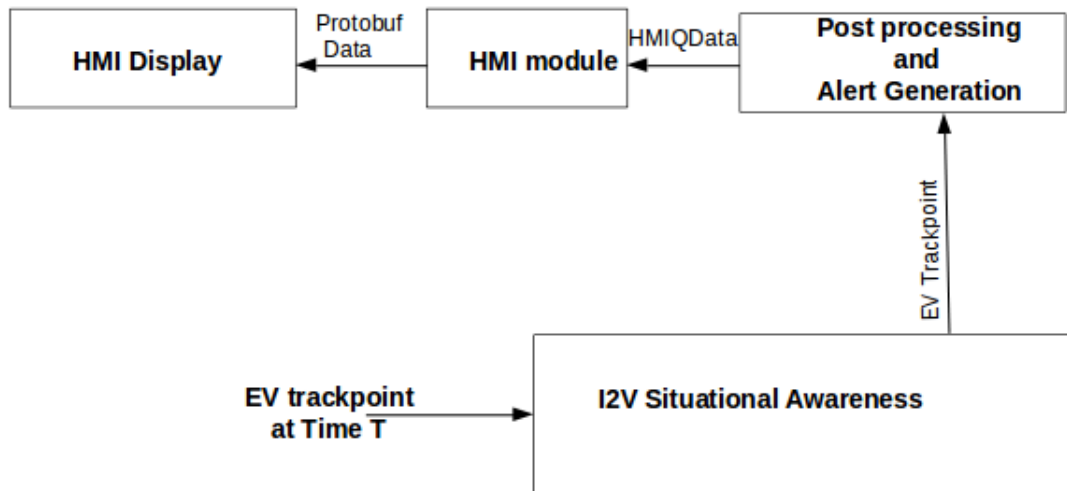 Protobuf
Data
HMI Display
HMI module
HMIQData
Post processing
and
Alert Generation
EV Trackpoint
EV trackpoint
at Time T
I2V Situational Awareness